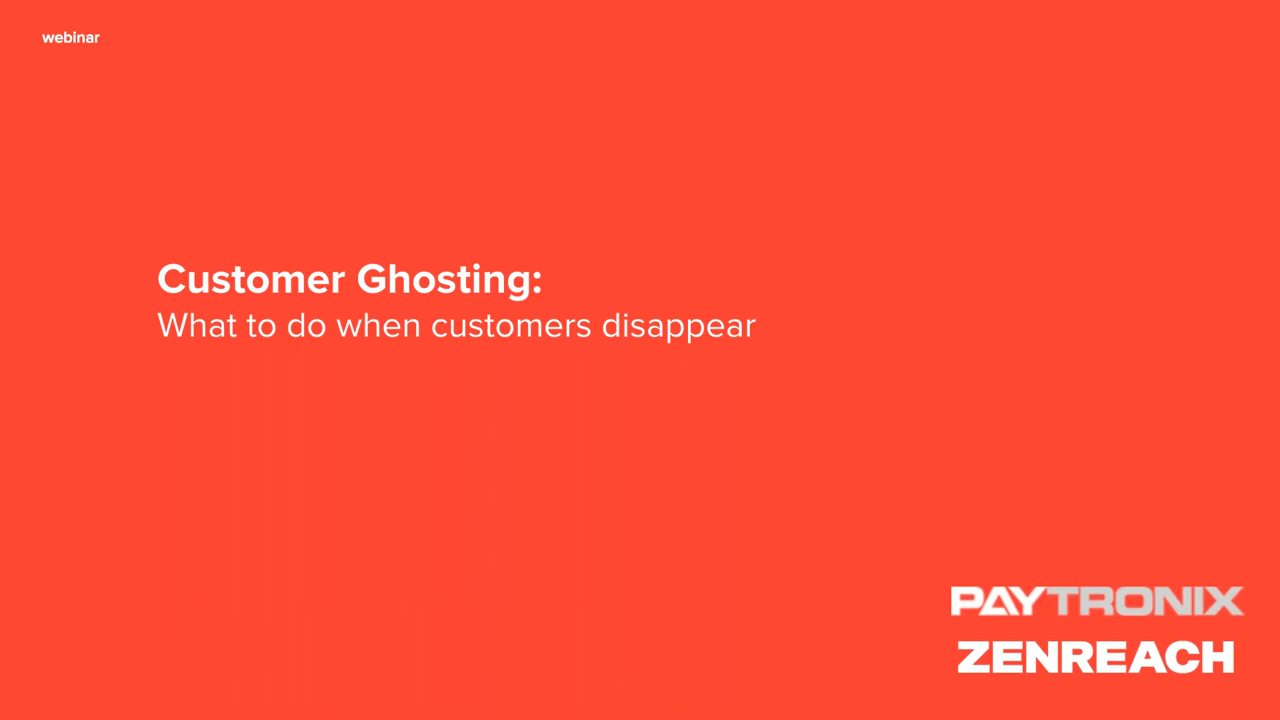 webinar
Customer Ghosting:
What to do when customers disappear
PAYTRONIX
ZENREACH